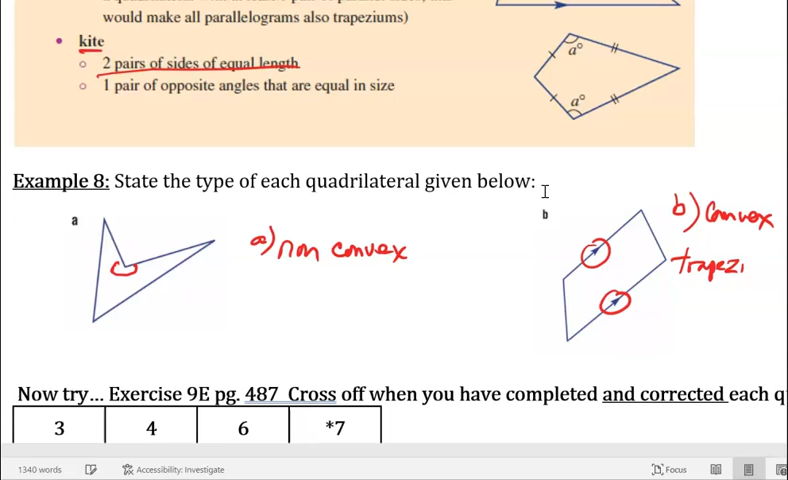 would make all parallelograms also trapeziums)
• kite
○ 2 pairs of sides of equal length
○ 1 pair of opposite angles that are equal in size
a°
a°
Example 8: State the type of each quadrilateral given below:
a
a) non convex
b
b) Convex
trapezi
Now try... Exercise 9E pg. 487 Cross off when you have completed and corrected each q
3 4 6 *7
1340 words
Accessibility: Investigate
Focus